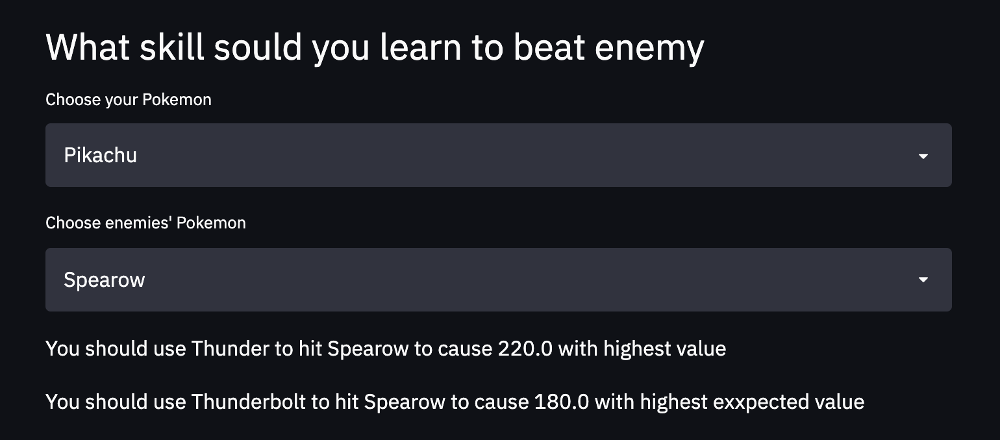 What skill sould you learn to beat enemy
Choose your Pokemon
Pikachu
Choose enemies' Pokemon
Spearow
You should use Thunder to hit Spearow to cause 220.0 with highest value
You should use Thunderbolt to hit Spearow to cause 180.0 with highest exxpected value